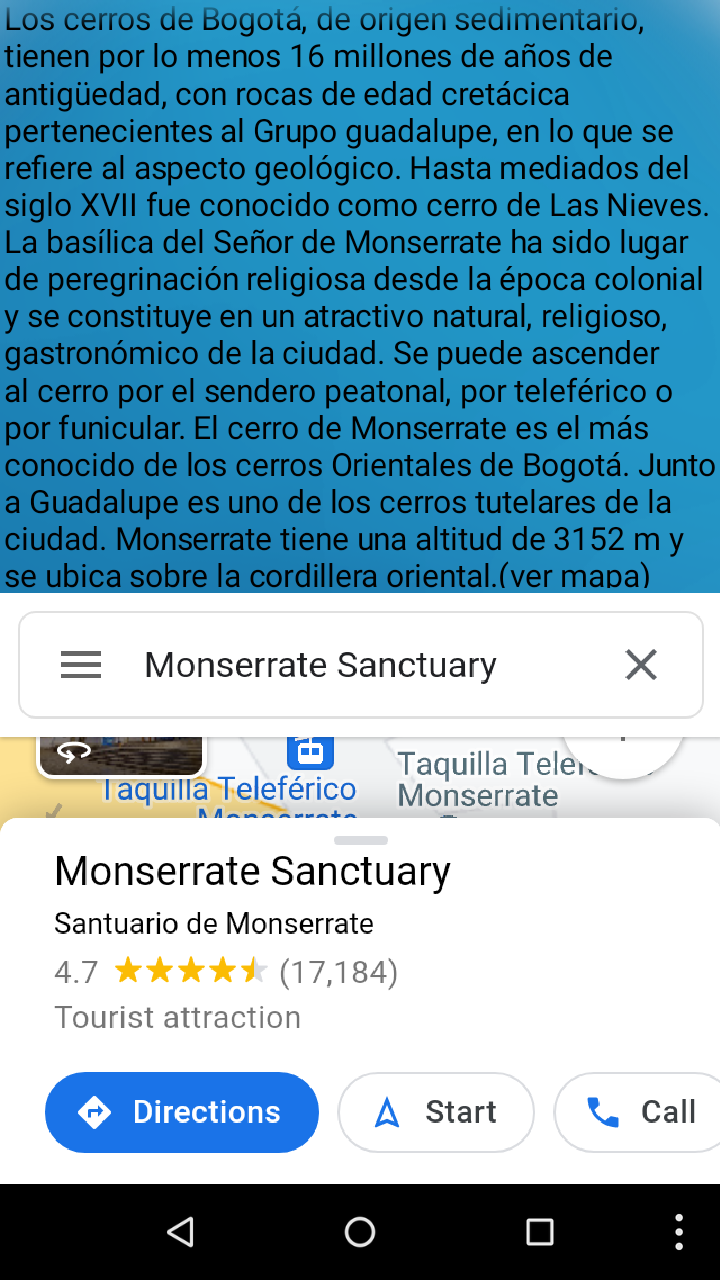 Los cerros de Bogotá, de origen sedimentario,
tienen por lo menos 16 millones de años de
antigüedad, con rocas de edad cretácica
pertenecientes al Grupo guadalupe, en lo que se
refiere al aspecto geológico. Hasta mediados del
siglo XVII fue conocido como cerro de Las Nieves.
La basílica del Señor de Monserrate ha sido lugar
de peregrinación religiosa desde la época colonial
y se constituye en un atractivo natural, religioso,
gastronómico de la ciudad. Se puede ascender
al cerro por el sendero peatonal, por teleférico o
por funicular. El cerro de Monserrate es el más
conocido de los cerros Orientales de Bogotá. Junto
a Guadalupe es uno de los cerros tutelares de la
ciudad. Monserrate tiene una altitud de 3152 m y
se ubica sobre la cordillera oriental.(ver mapa)
Monserrate Sanctuary
Taquilla Teleférico
Monserrate
Taquilla
Monserrate
Monserrate Sanctuary
Santuario de Monserrate
4.7 (17,184)
Tourist attraction
Directions
Start
Call